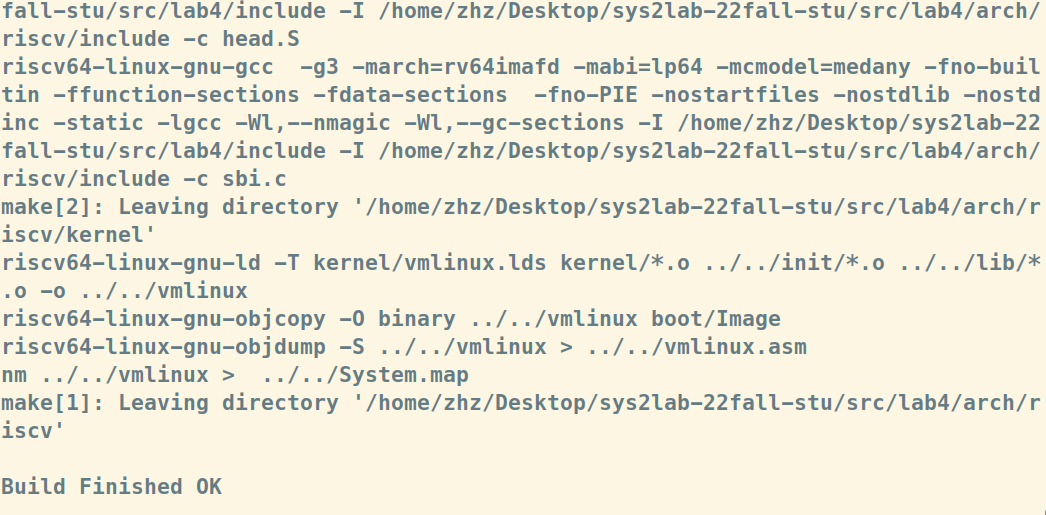 fall-stu/src/lab4/include -I /home/zhz/Desktop/sys2lab-22fall-stu/src/lab4/arch/
riscv/include -c head.S
riscv64-linux-gnu-gcc  -g3 -march=rv64imafd -mabi=lp64 -mcmodel=medany -fno-buil
tin -ffunction-sections -fdata-sections  -fno-PIE -nostartfiles -nostdlib -nostd
inc -static -lgcc -Wl,--nmagic -Wl,--gc-sections -I /home/zhz/Desktop/sys2lab-22
fall-stu/src/lab4/include -I /home/zhz/Desktop/sys2lab-22fall-stu/src/lab4/arch/
riscv/include -c sbi.c
make[2]: Leaving directory '/home/zhz/Desktop/sys2lab-22fall-stu/src/lab4/arch/r
iscv/kernel'
riscv64-linux-gnu-ld -T kernel/vmlinux.lds kernel/*.o ../../init/*.o ../../lib/*
.o -o ../../vmlinux
riscv64-linux-gnu-objcopy -O binary ../../vmlinux boot/Image
riscv64-linux-gnu-objdump -S ../../vmlinux > ../../vmlinux.asm
nm ../../vmlinux >  ../../System.map
make[1]: Leaving directory '/home/zhz/Desktop/sys2lab-22fall-stu/src/lab4/arch/r
iscv'
Build Finished OK